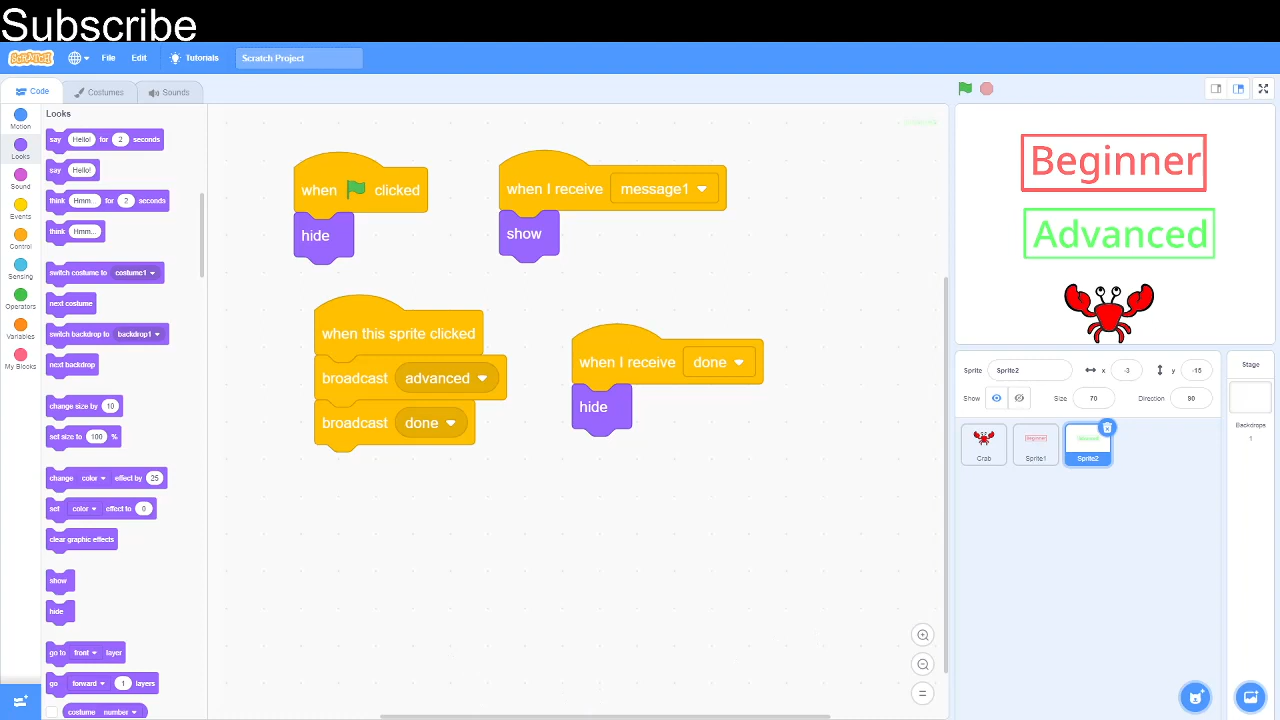 Subscribe
SCRATCH File Edit Tutorials Scratch Project
Code Costumes Sounds
Motion
Looks
Sound
Events
Control
Sensing
Operators
Variables
My Blocks
Looks
say Hello! for 2 seconds
say Hello!
think Hmm... for 2 seconds
think Hmm...
switch costume to costume1
next costume
switch backdrop to backdrop1
next backdrop
change size by 10
set size to 100 %
change color effect by 25
set color effect to 0
clear graphic effects
show
hide
go to front layer
go forward 1 layers
costume number
when clicked
hide
when I receive message1
show
when this sprite clicked
broadcast advanced
broadcast done
when I receive done
hide
Beginner
Advanced
Sprite Sprite2 x -3 y -15
Show Size 70 Direction 90
Crab
Beginner
Sprite1
Sprite2
Stage
Backdrops
1